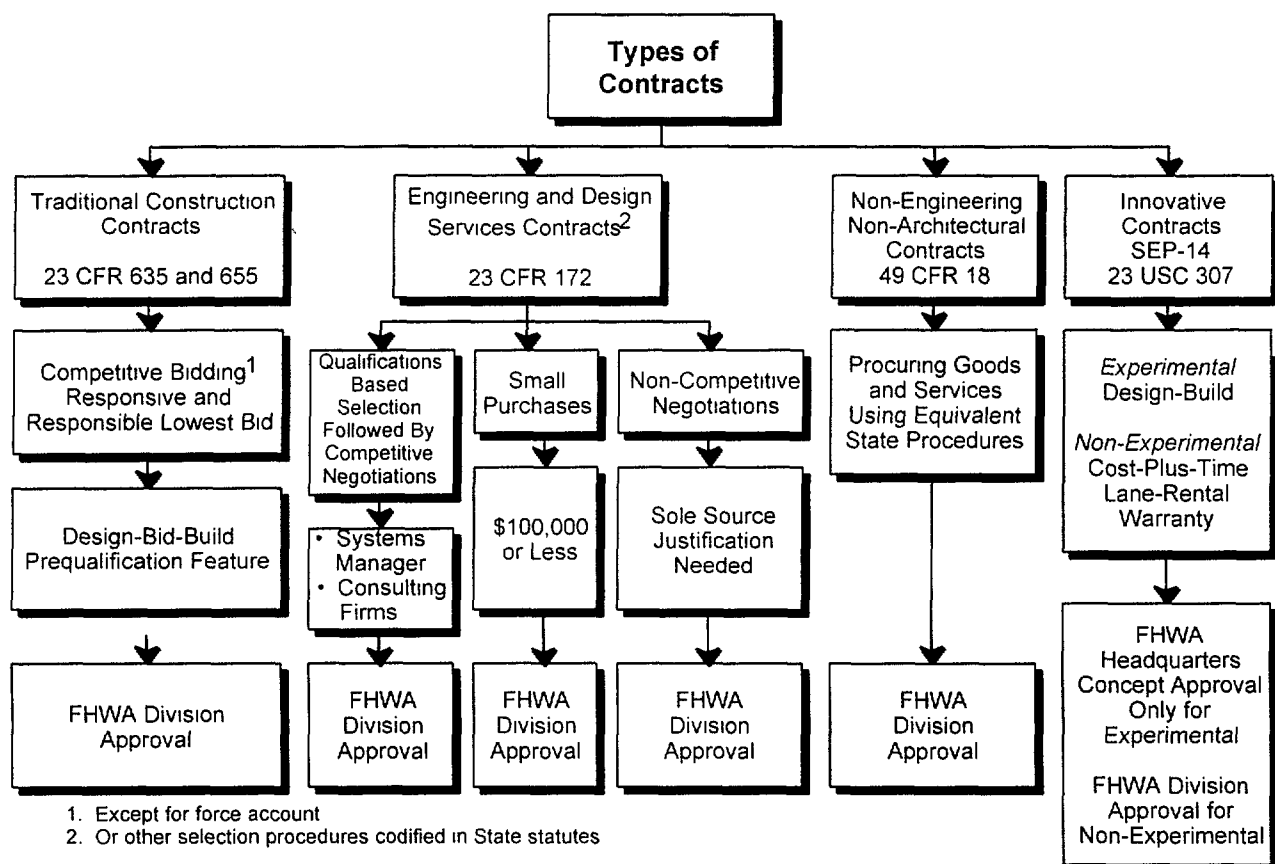 Types of
Contracts
Traditional Construction
Contracts
23 CFR 635 and 655
Engineering and Design
Services Contracts2
23 CFR 172
Non-Engineering
Non-Architectural
Contracts
49 CFR 18
Innovative
Contracts
SEP-14
23 USC 307
Competitive Bidding1
Responsive and
Responsible Lowest Bid
Qualifications
Based
Selection
Followed By
Competitive
Negotiations
Small
Purchases
Non-Competitive
Negotiations
Procuring Goods
and Services
Using Equivalent
State Procedures
Experimental
Design-Build
Non-Experimental
Cost-Plus-Time
Lane-Rental
Warranty
Design-Bid-Build
Prequalification Feature
• Systems
Manager
• Consulting
Firms
$100,000
or Less
Sole Source
Justification
Needed
FHWA Division
Approval
FHWA
Division
Approval
FHWA
Division
Approval
FHWA
Division
Approval
FHWA
Division
Approval
FHWA
Headquarters
Concept Approval
Only for
Experimental
FHWA Division
Approval for
Non-Experimental
1. Except for force account
2. Or other selection procedures codified in State statutes